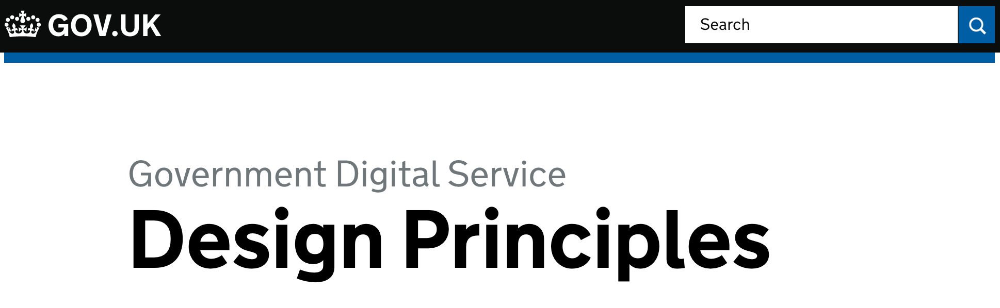 GOV.UK
Search
Government Digital Service
Design Principles